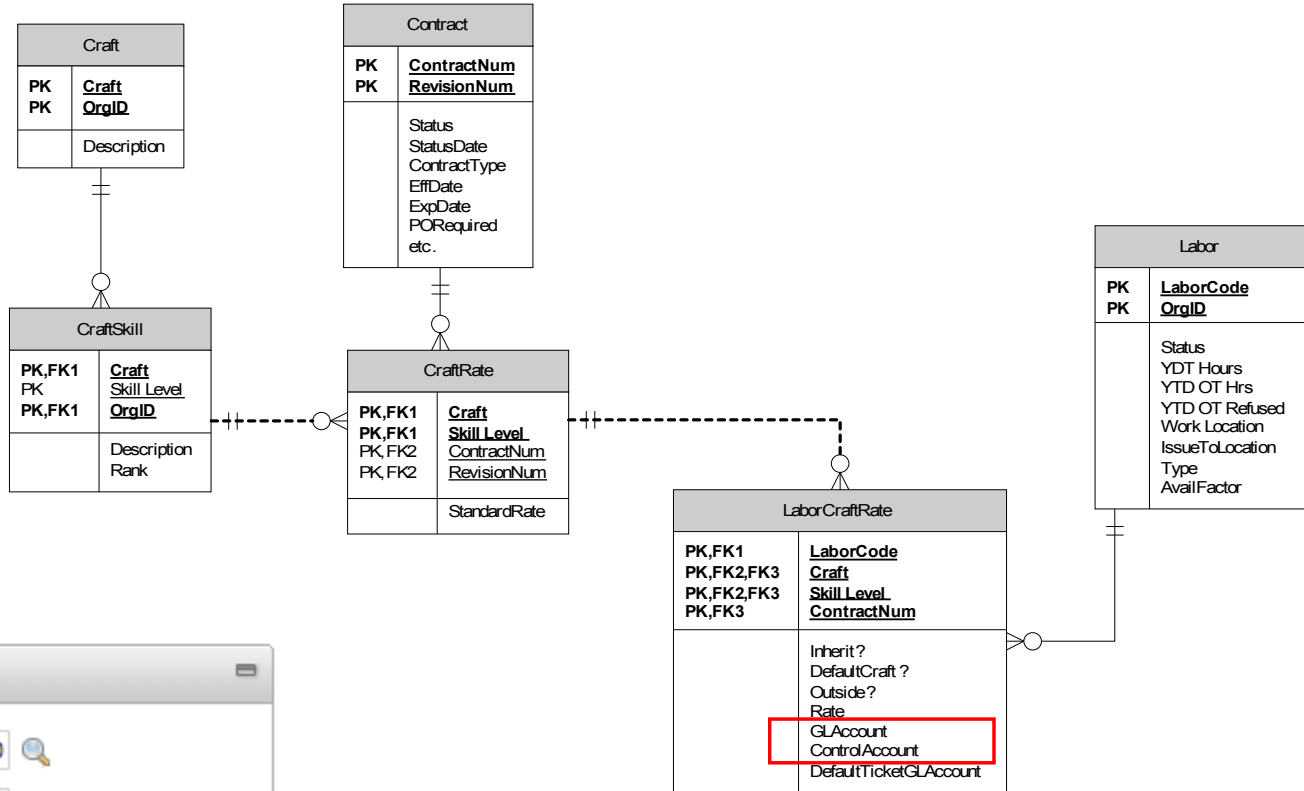 Craft
PK Craft
PK OrgID
Description
Contract
PK ContractNum
PK RevisionNum
Status
StatusDate
ContractType
EffDate
ExpDate
PORequired
etc.
CraftSkill
PK,FK1 Craft
PK Skill Level
PK,FK1 OrgID
Description
Rank
CraftRate
PK,FK1 Craft
PK,FK1 Skill Level
PK,FK2 ContractNum
PK,FK2 RevisionNum
StandardRate
Labor
PK LaborCode
PK OrgID
Status
YDT Hours
YTD OT Hrs
YTD OT Refused
Work Location
IssueToLocation
Type
AvailFactor
LaborCraftRate
PK,FK1 LaborCode
PK,FK2,FK3 Craft
PK,FK2,FK3 Skill Level
PK,FK3 ContractNum
Inherit?
DefaultCraft?
Outside?
Rate
GLAccount
ControlAccount
DefaultTicketGLAccount